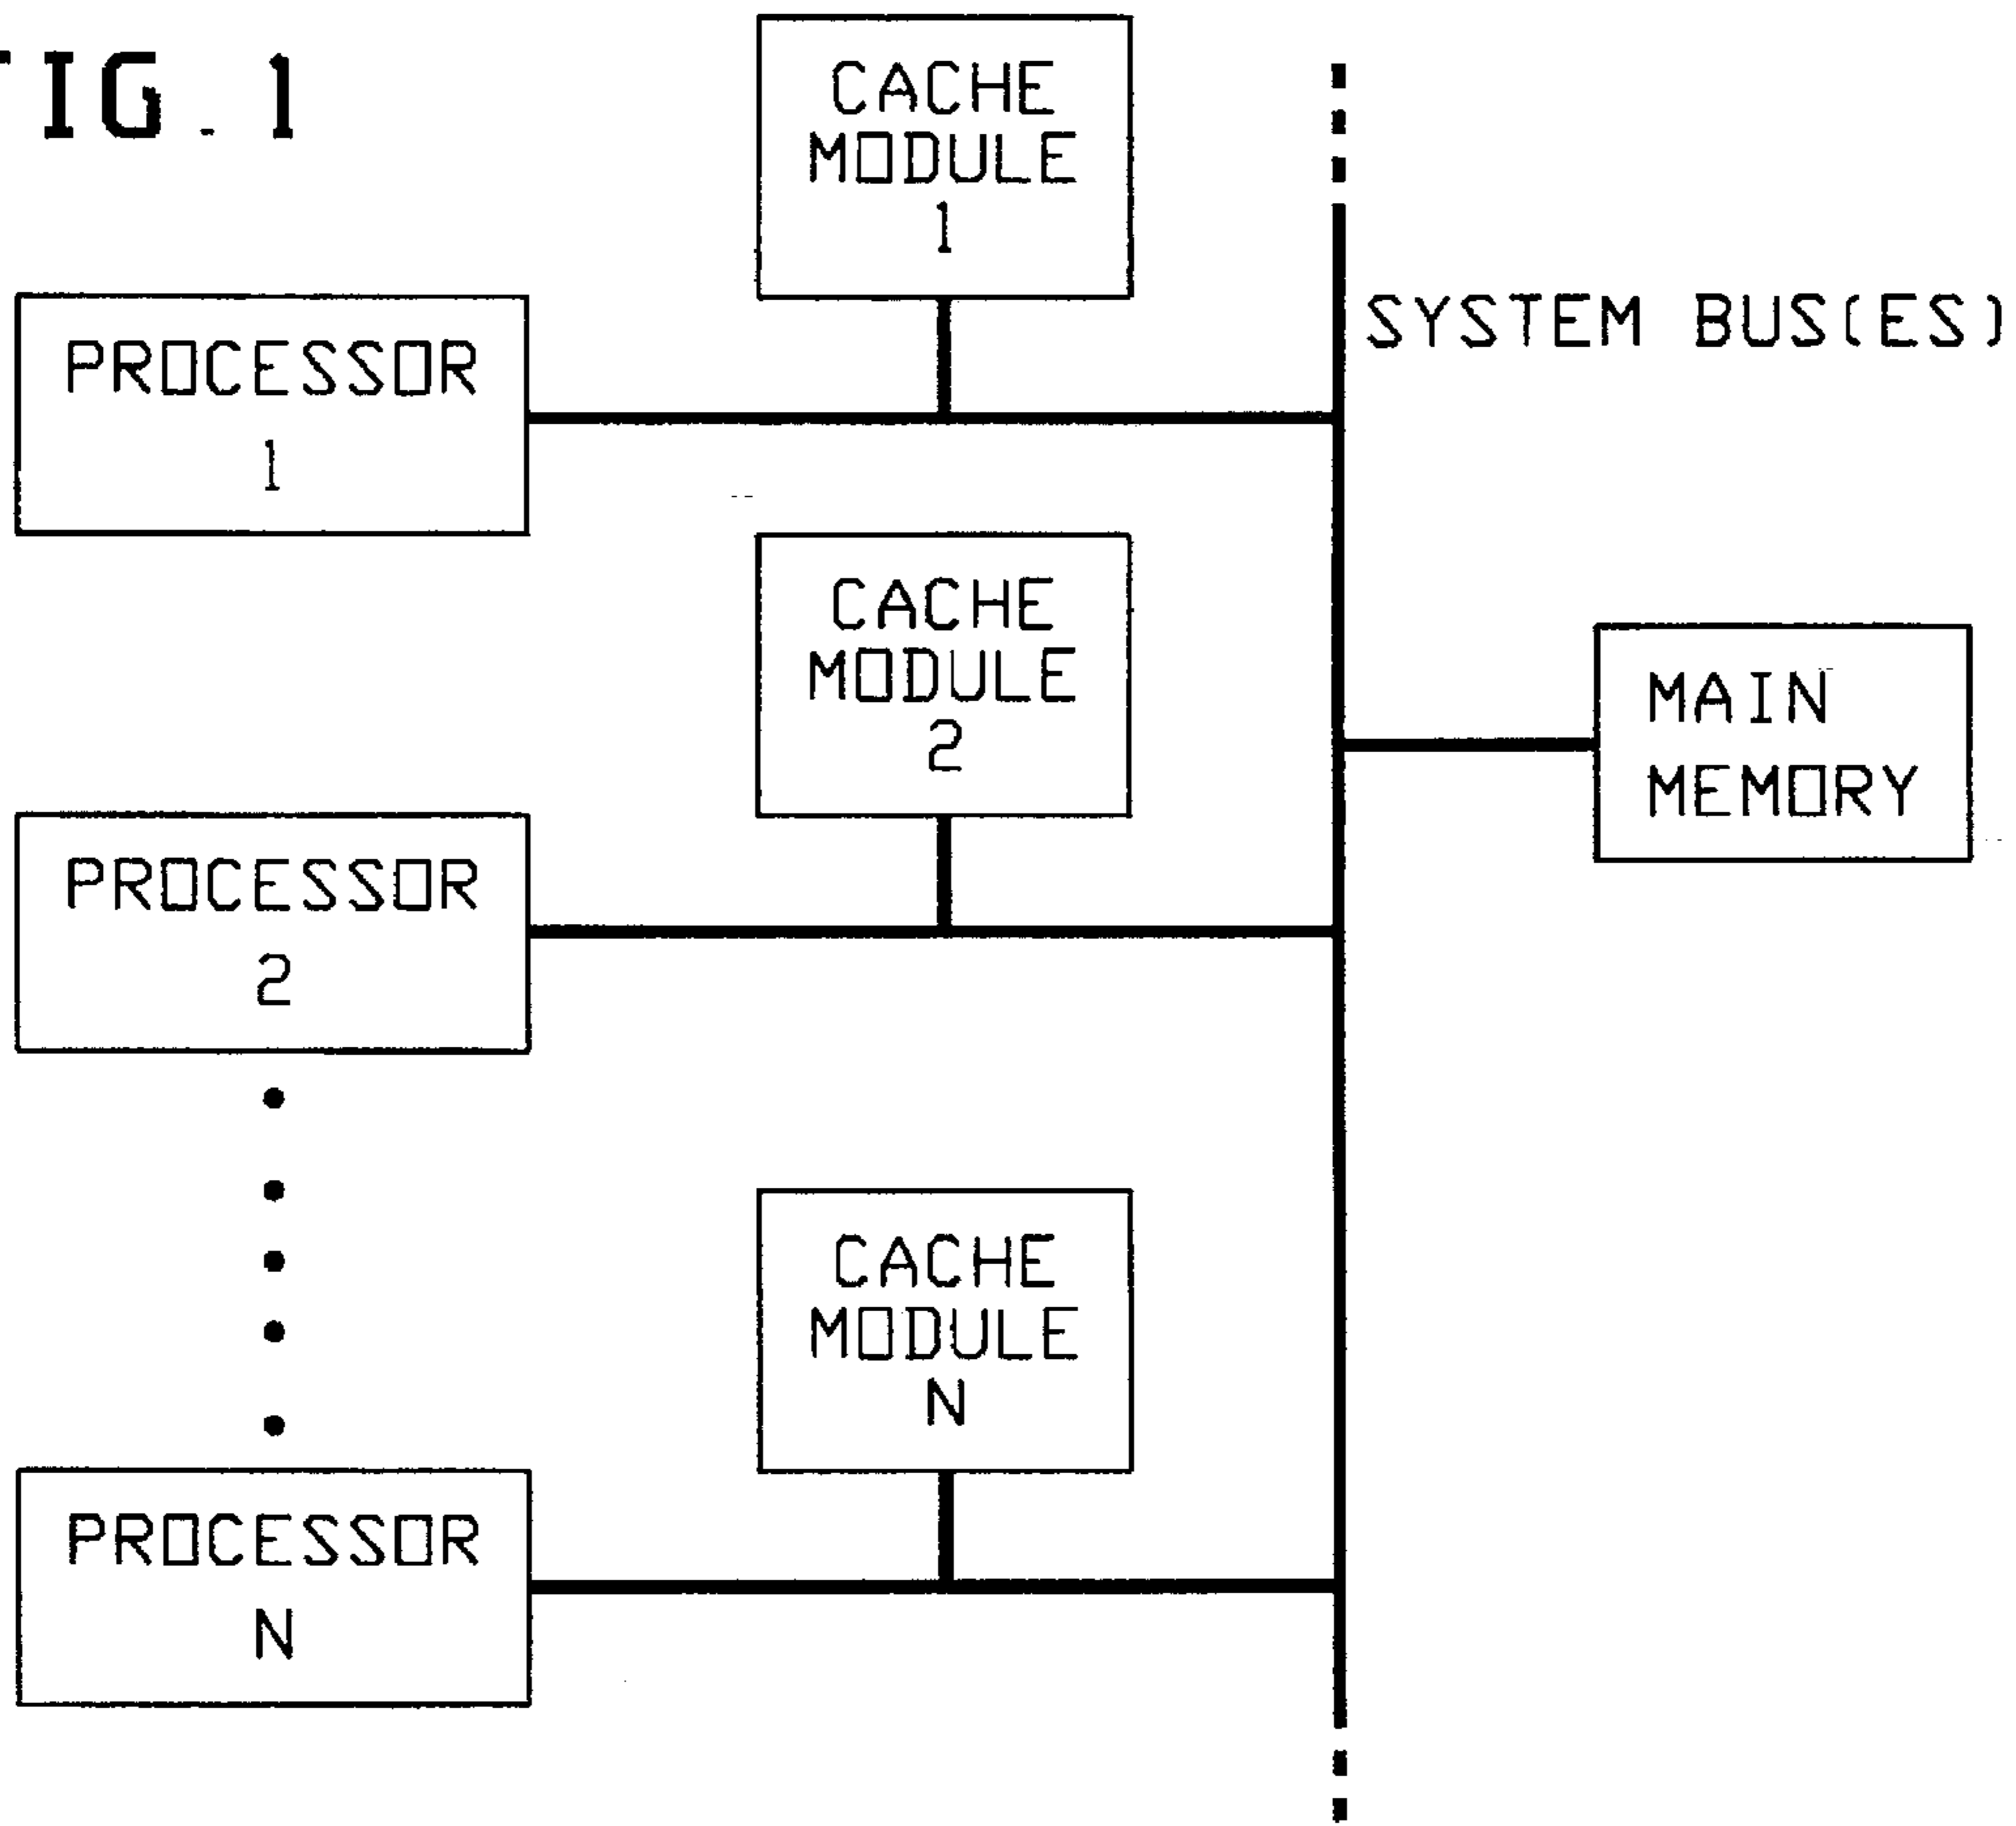 FIG. 1
CACHE
MODULE
1
SYSTEM BUS(ES)
PROCESSOR
1
CACHE
MODULE
2
MAIN
MEMORY
PROCESSOR
2
CACHE
MODULE
N
PROCESSOR
N